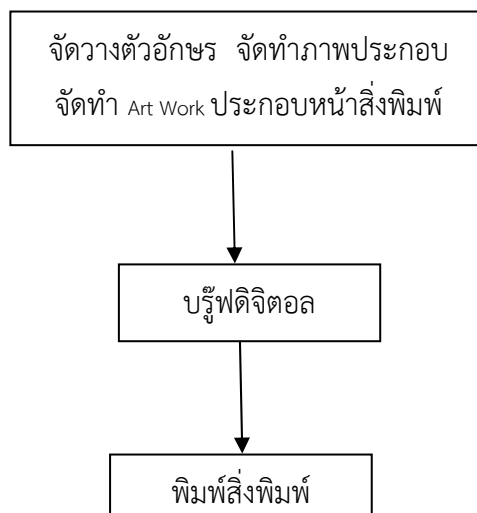 จัดวางตัวอักษร จัดทำภาพประกอบ
จัดทำ Art Work ประกอบหน้าสิ่งพิมพ์
บรู๊ฟดิจิตอล
พิมพ์สิ่งพิมพ์